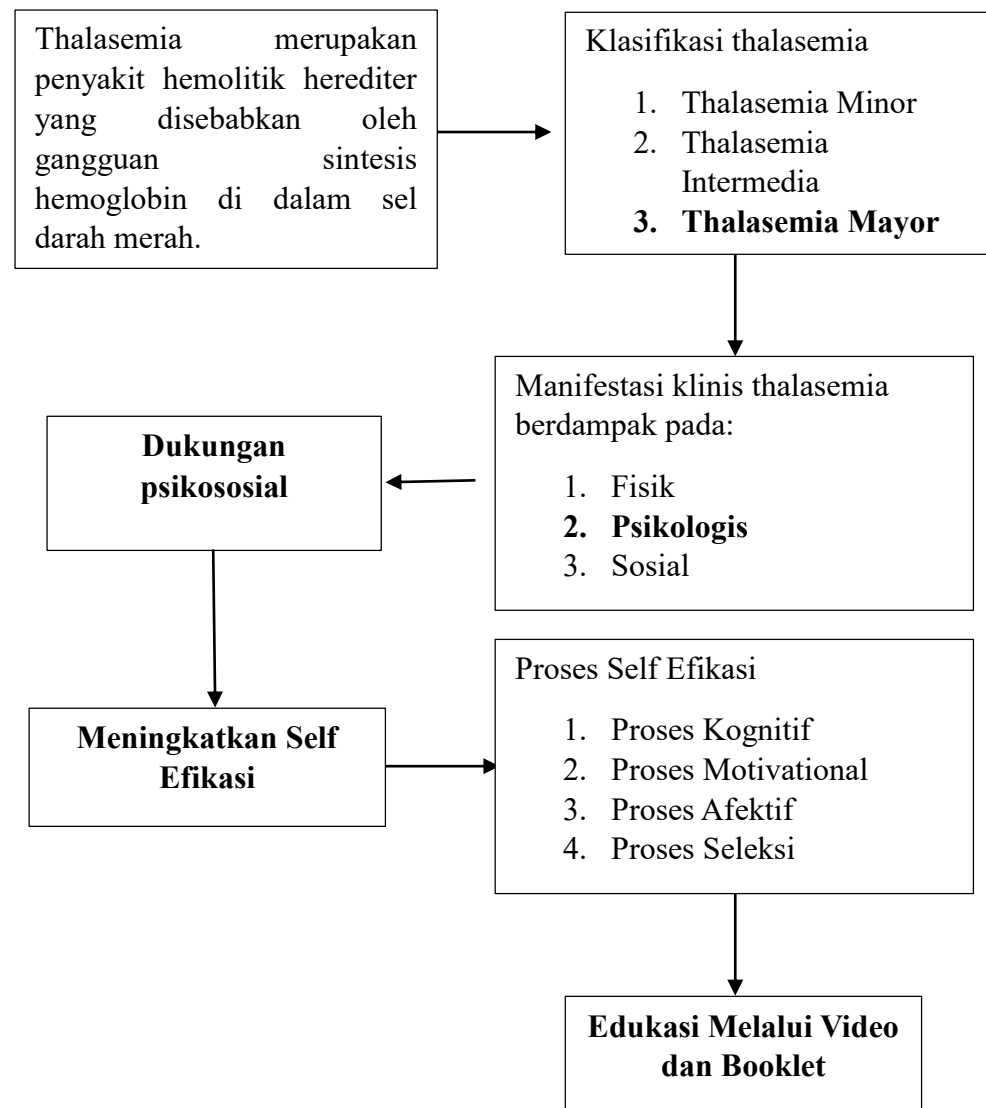 Thalasemia merupakan
penyakit hemolitik herediter
yang disebabkan oleh
gangguan sintesis
hemoglobin di dalam sel
darah merah.
Klasifikasi thalasemia
1. Thalasemia Minor
2. Thalasemia
Intermedia
3. Thalasemia Mayor
Manifestasi klinis thalasemia
berdampak pada:
1. Fisik
2. Psikologis
3. Sosial
Dukungan
psikososial
Meningkatkan Self
Efikasi
Proses Self Efikasi
1. Proses Kognitif
2. Proses Motivational
3. Proses Afektif
4. Proses Seleksi
Edukasi Melalui Video
dan Booklet